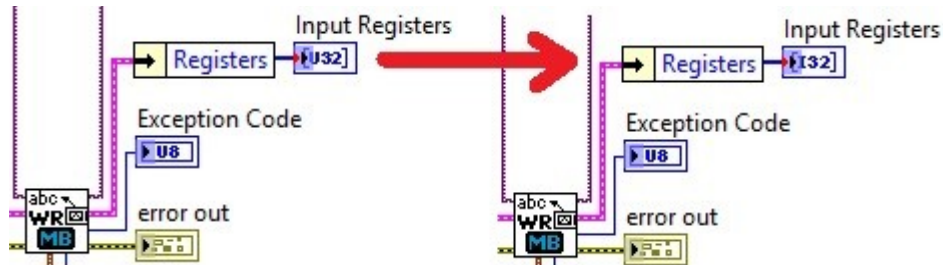 Input Registers
Registers
[U32]
Exception Code
U8
abc
WR
MB
error out
Input Registers
Registers
[I32]
Exception Code
U8
abc
WR
MB
error out